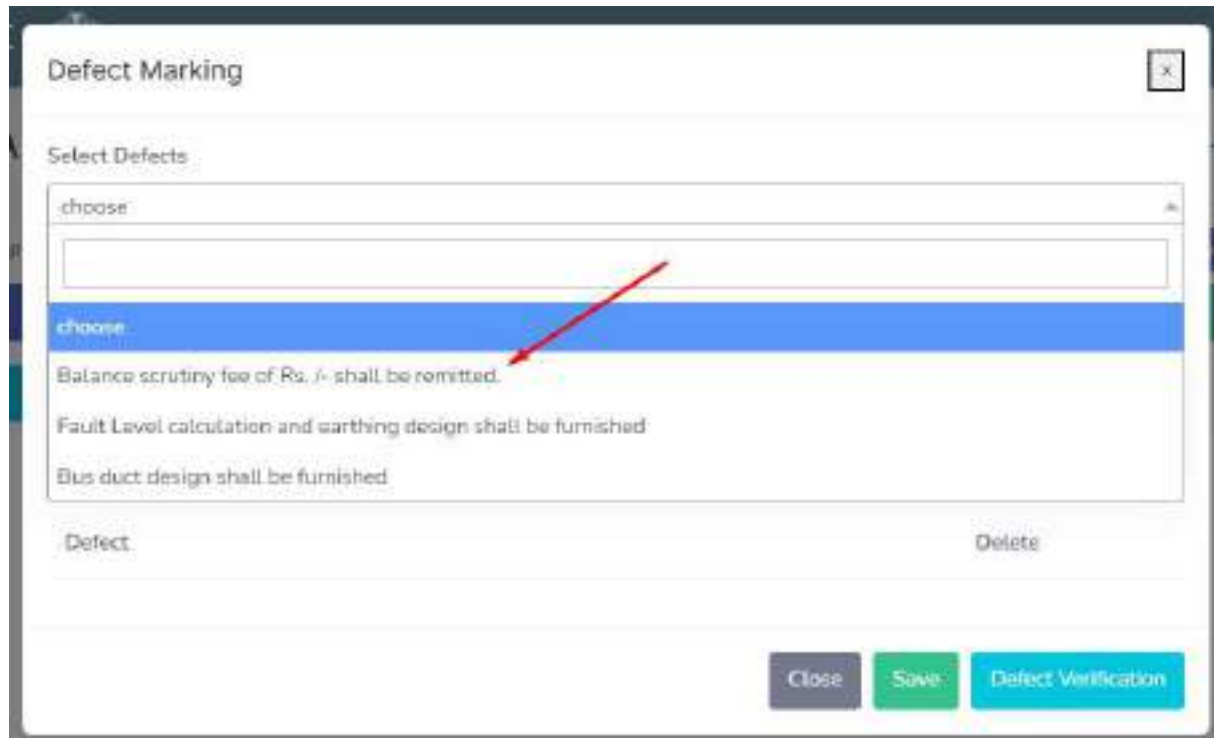 Defect Marking
x
Select Defects
choose
choose
Balance scrutiny fee of Rs. /- shall be remitted.
Fault Level calculation and earthing design shall be furnished
Bus duct design shall be furnished
Defect Delete
Close Save Defect Verification